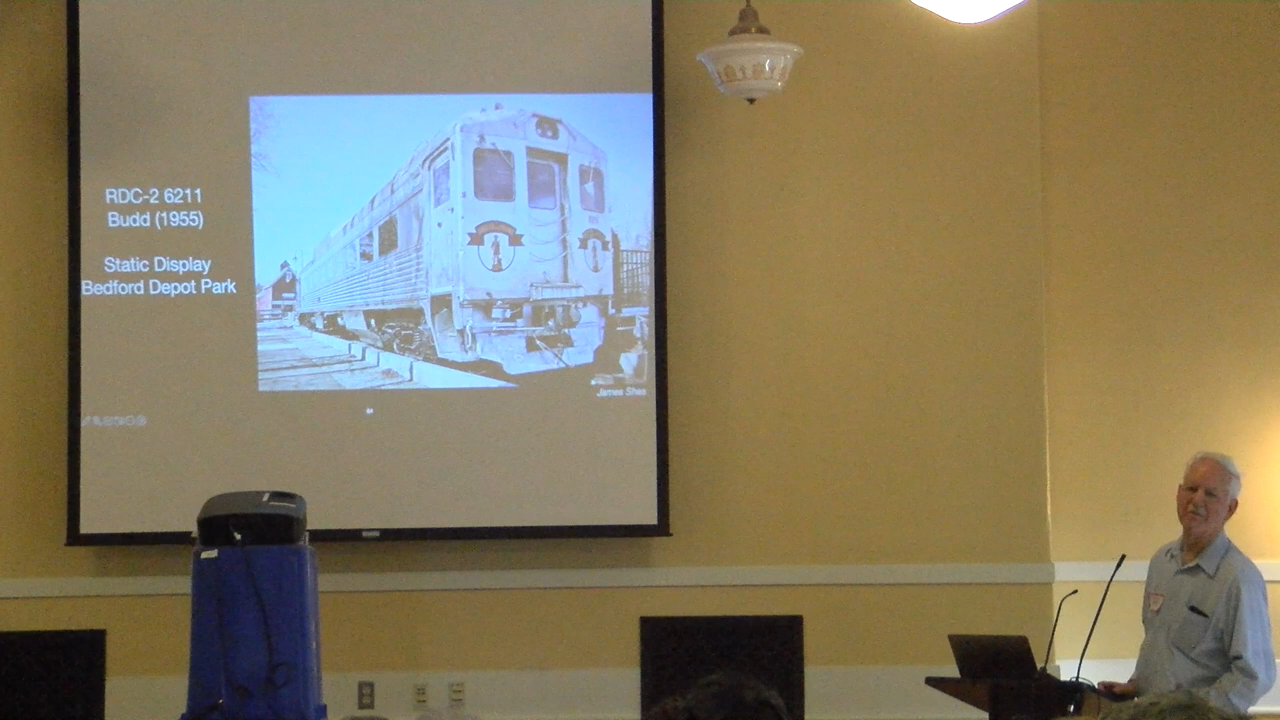 RDC-2 6211
Budd (1955)
Static Display
Bedford Depot Park
James Shea